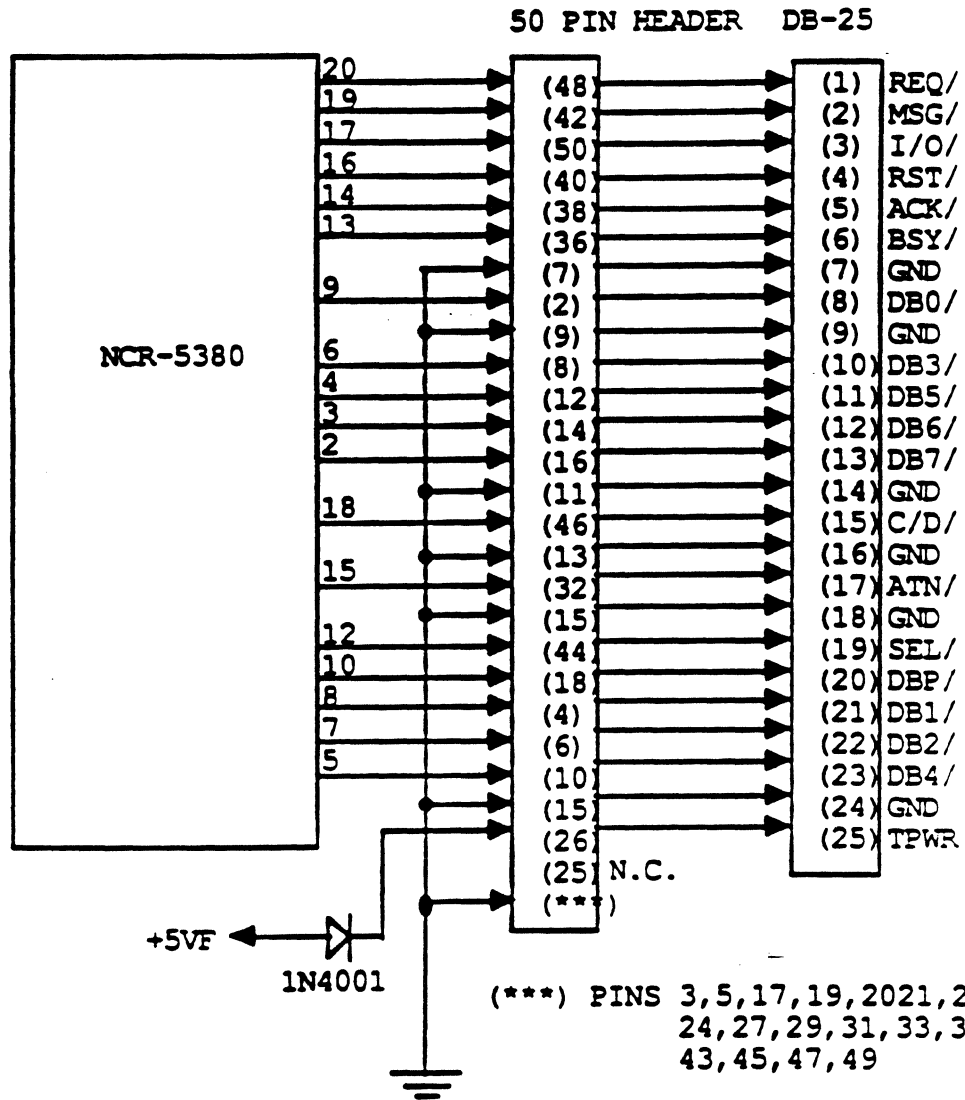 50 PIN HEADER DB-25
20 (48) (1) REQ/
19 (42) (2) MSG/
17 (50) (3) I/O/
16 (40) (4) RST/
14 (38) (5) ACK/
13 (36) (6) BSY/
(7) (7) GND
9 (2) (8) DB0/
(9) (9) GND
NCR-5380
6 (8) (10) DB3/
4 (12) (11) DB5/
3 (14) (12) DB6/
2 (16) (13) DB7/
(11) (14) GND
18 (46) (15) C/D/
(13) (16) GND
15 (32) (17) ATN/
(15) (18) GND
12 (44) (19) SEL/
10 (18) (20) DBP/
8 (4) (21) DB1/
7 (6) (22) DB2/
5 (10) (23) DB4/
(15) (24) GND
(26) (25) TPWR
(25) N.C.
(***)
+5VF
1N4001
(***) PINS 3,5,17,19,2021,2
24,27,29,31,33,3
43,45,47,49